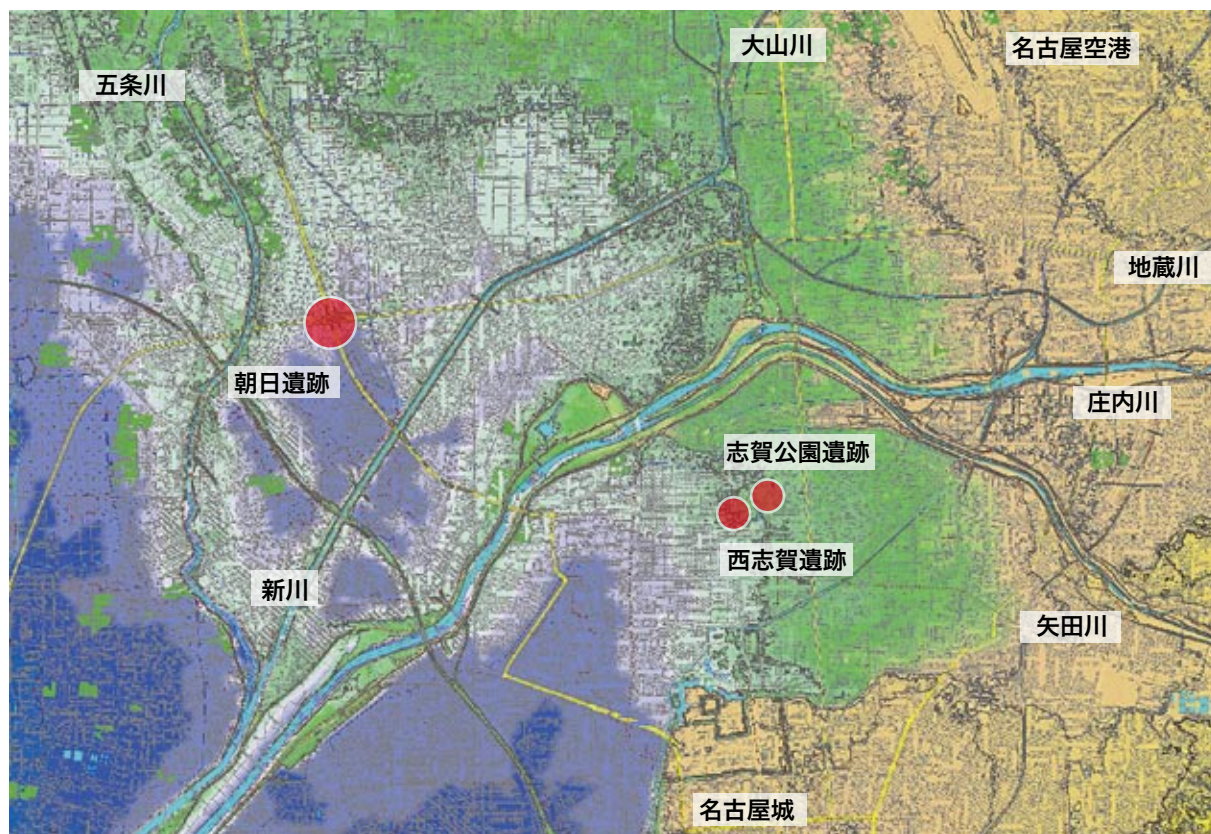 大山川
名古屋空港
五条川
地蔵川
朝日遺跡
庄内川
志賀公園遺跡
西志賀遺跡
新川
矢田川
名古屋城